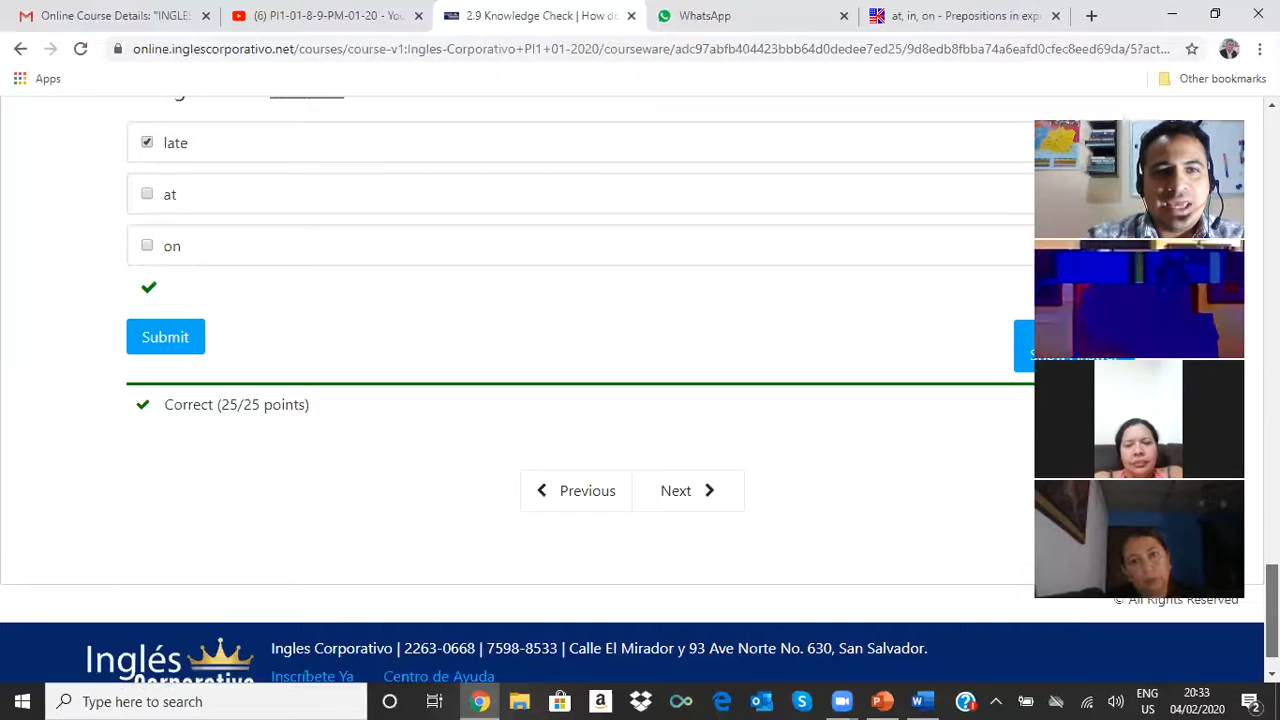 Online Course Details: "INGLÉS
(6) PI1-01-8-9-PM-01-20 - You
2.9 Knowledge Check | How do
WhatsApp
at, in, on - Prepositions in expr
online.inglescorporativo.net/courses/course-v1:Ingles-Corporativo+PI1+01-2020/courseware/adc97abfb404423bbb64d0dedee7ed25/9d8edb8fbba74a6eafd0cfec8eed69da/5?act...
Apps
Other bookmarks
late
at
on
Submit
Correct (25/25 points)
Previous
Next
© All Rights Reserved
Inglés
Corporativo
Ingles Corporativo | 2263-0668 | 7598-8533 | Calle El Mirador y 93 Ave Norte No. 630, San Salvador.
Inscríbete Ya
Centro de Ayuda
Type here to search
ENG
US
20:33
04/02/2020
2